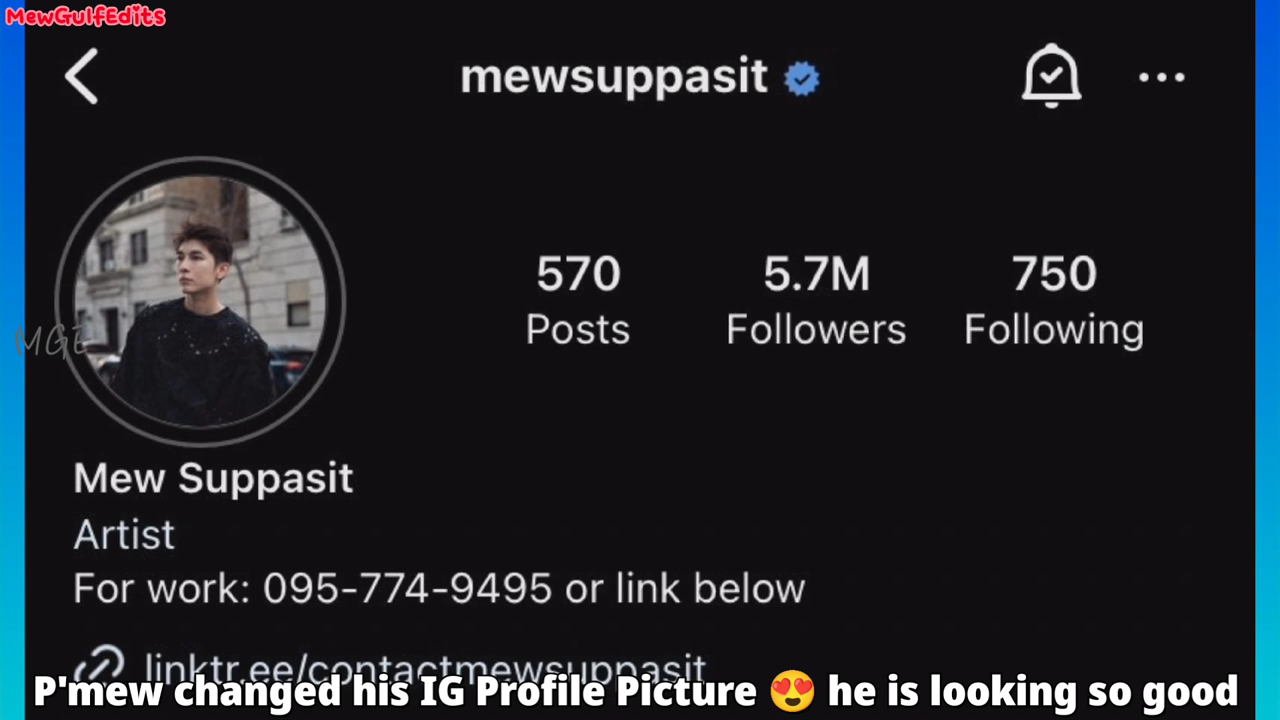 MewGulfEdits
mewsuppasit
570
Posts
5.7M
Followers
750
Following
MGE
Mew Suppasit
Artist
For work: 095-774-9495 or link below
linktr.ee/contactmewsuppasit
P'mew changed his IG Profile Picture 😍 he is looking so good